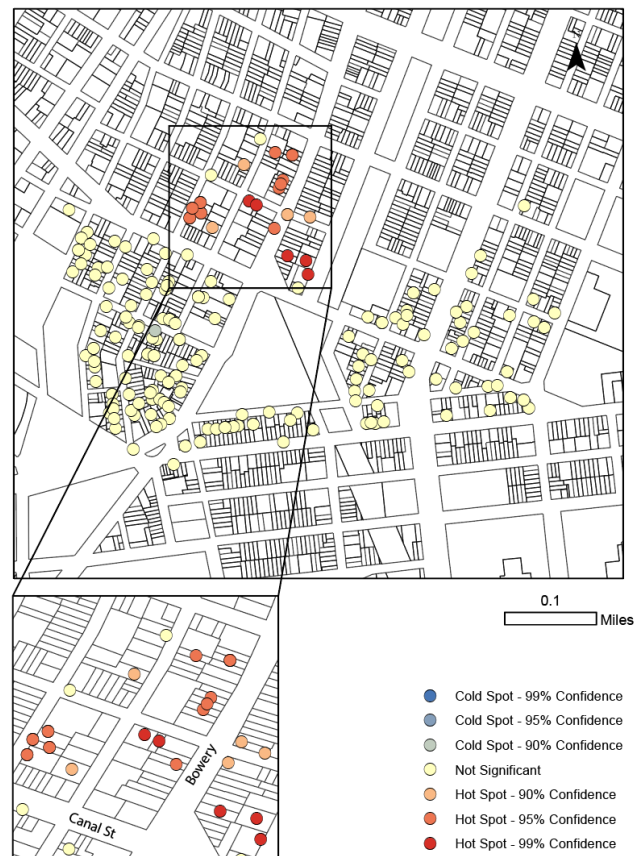 0.1
Miles
Bowery
Canal St
Cold Spot - 99% Confidence
Cold Spot - 95% Confidence
Cold Spot - 90% Confidence
Not Significant
Hot Spot - 90% Confidence
Hot Spot - 95% Confidence
Hot Spot - 99% Confidence